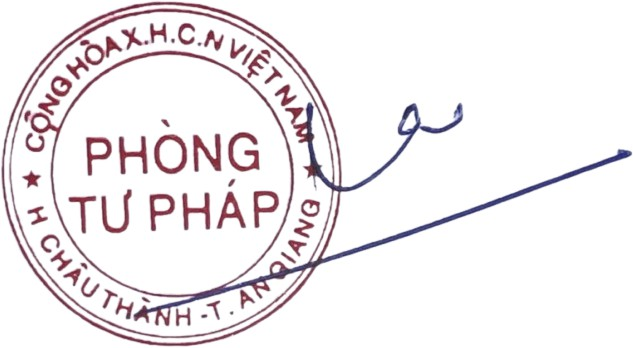 CỘNG HÒA X.H.C.N VIỆT NAM
PHÒNG
TƯ PHÁP
H CHÂU THÀNH - T. AN GIANG